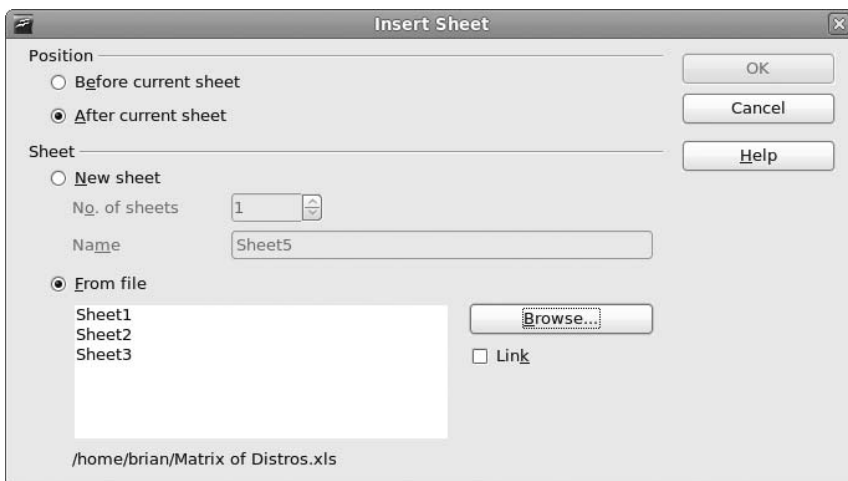 Insert Sheet
Position
Before current sheet
After current sheet
OK
Cancel
Help
Sheet
New sheet
No. of sheets 1
Name Sheet5
From file
Sheet1
Sheet2
Sheet3
Browse...
Link
/home/brian/Matrix of Distros.xls